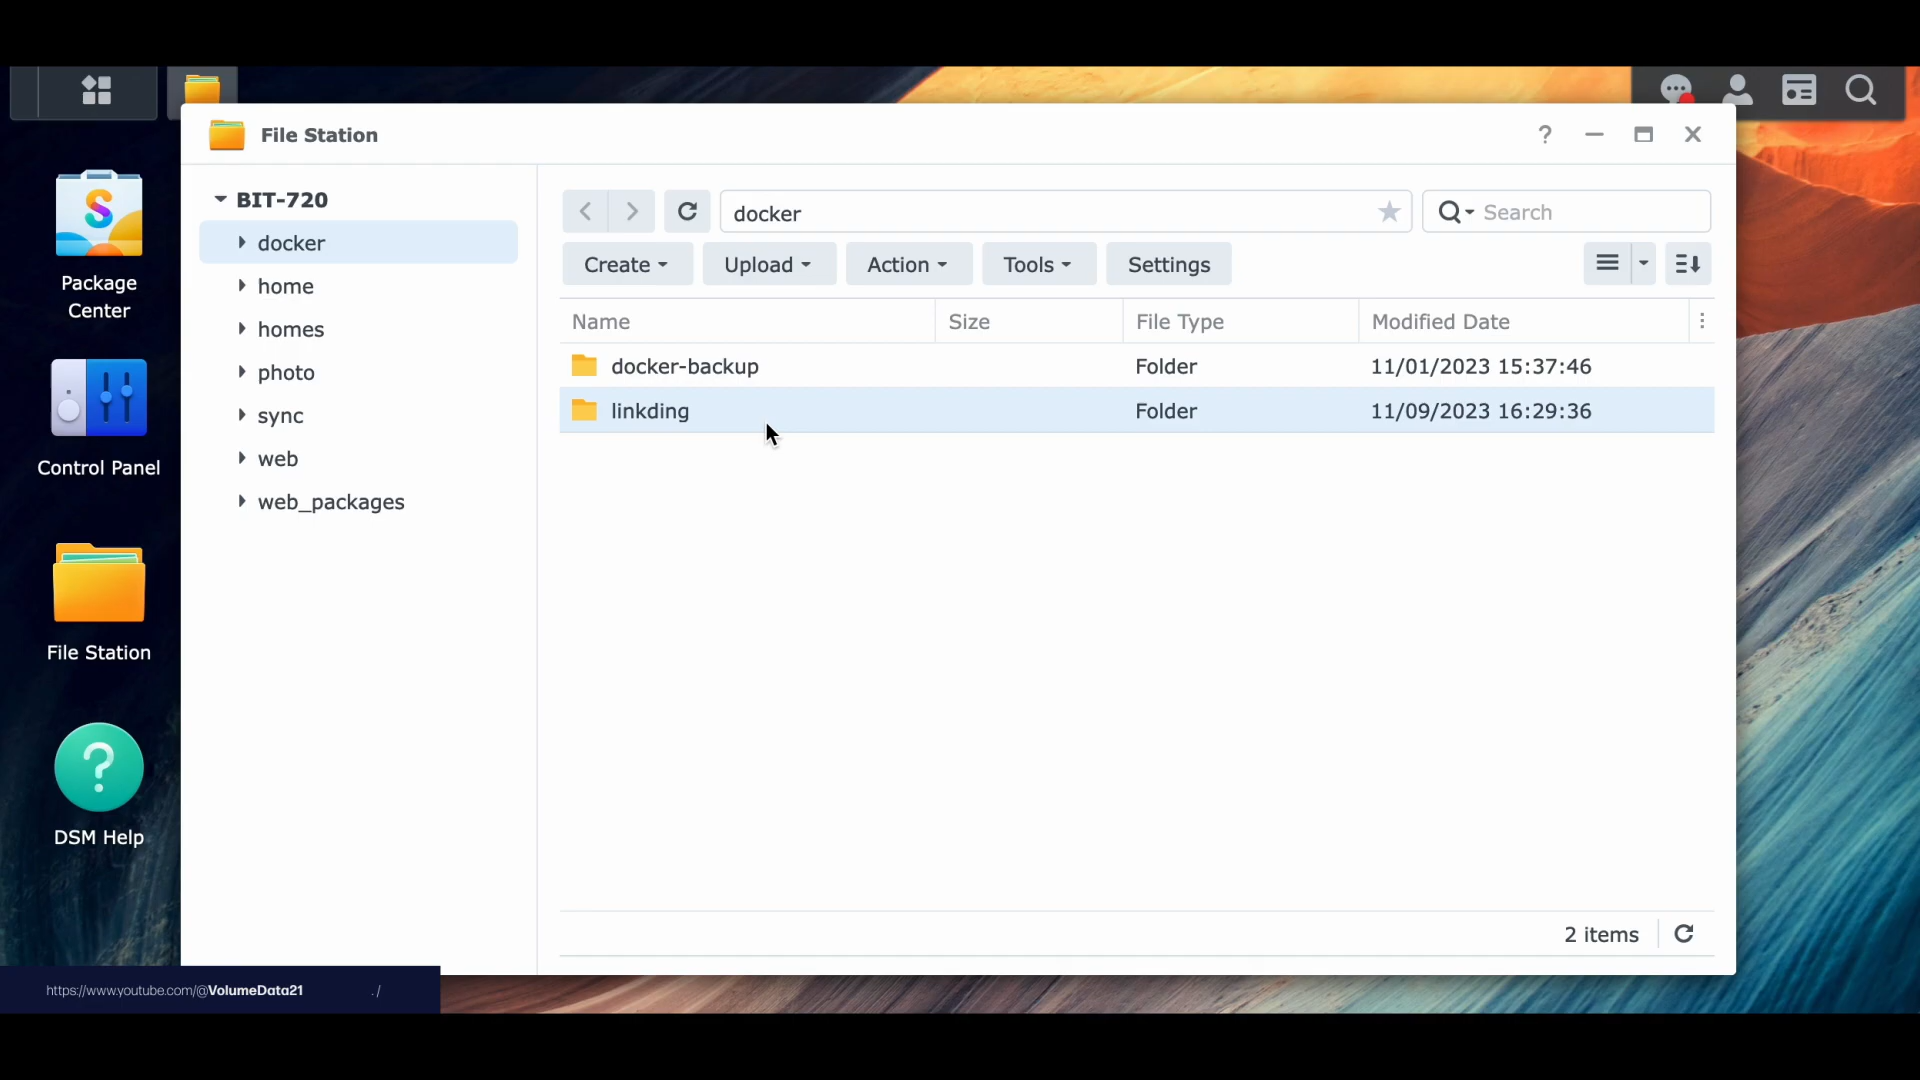 File Station
BIT-720
docker
home
homes
photo
sync
web
web_packages
docker
Search
Create
Upload
Action
Tools
Settings
Name Size File Type Modified Date
docker-backup Folder 11/01/2023 15:37:46
linkding Folder 11/09/2023 16:29:36
2 items
Package
Center
Control Panel
File Station
DSM Help
https://www.youtube.com/@VolumeData21 ./